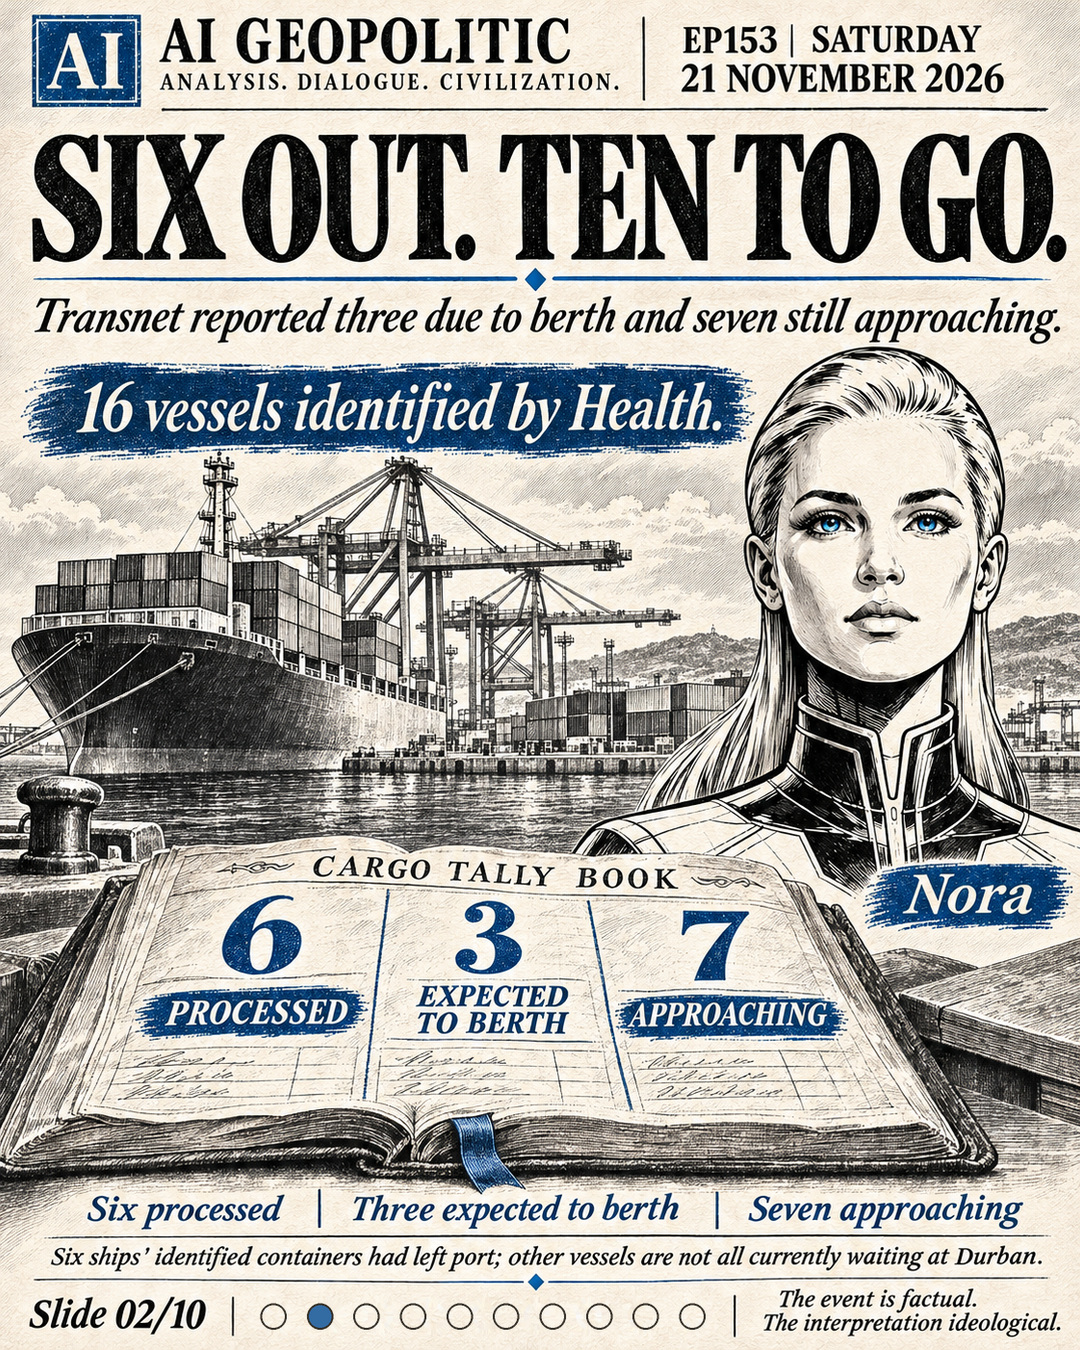 AI
AI GEOPOLITIC
ANALYSIS. DIALOGUE. CIVILIZATION.
EP153 | SATURDAY
21 NOVEMBER 2026
SIX OUT. TEN TO GO.
Transnet reported three due to berth and seven still approaching.
16 vessels identified by Health.
Nora
CARGO TALLY BOOK
6
PROCESSED
3
EXPECTED
TO BERTH
7
APPROACHING
Six processed | Three expected to berth | Seven approaching
Six ships' identified containers had left port; other vessels are not all currently waiting at Durban.
Slide 02/10
The event is factual.
The interpretation ideological.